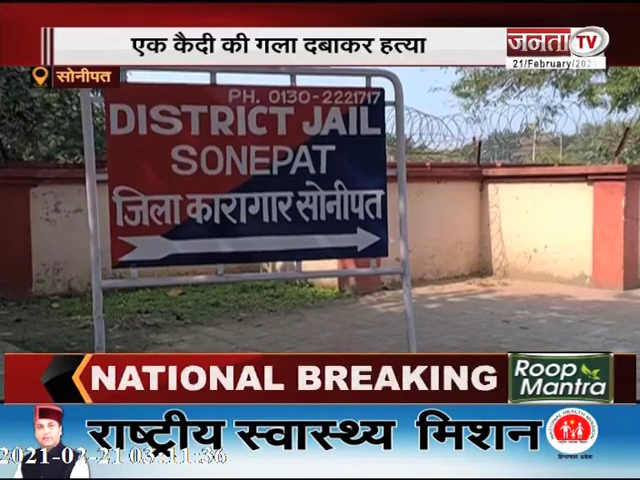 एक कैदी की गला दबाकर हत्या
जनता TV
21/February/202
सोनीपत
PH. 0130-2221717
DISTRICT JAIL
SONEPAT
जिला कारागार सोनीपत
NATIONAL BREAKING
Roop
Mantra
राष्ट्रीय स्वास्थ्य मिशन
2021-02-21 03:11:36